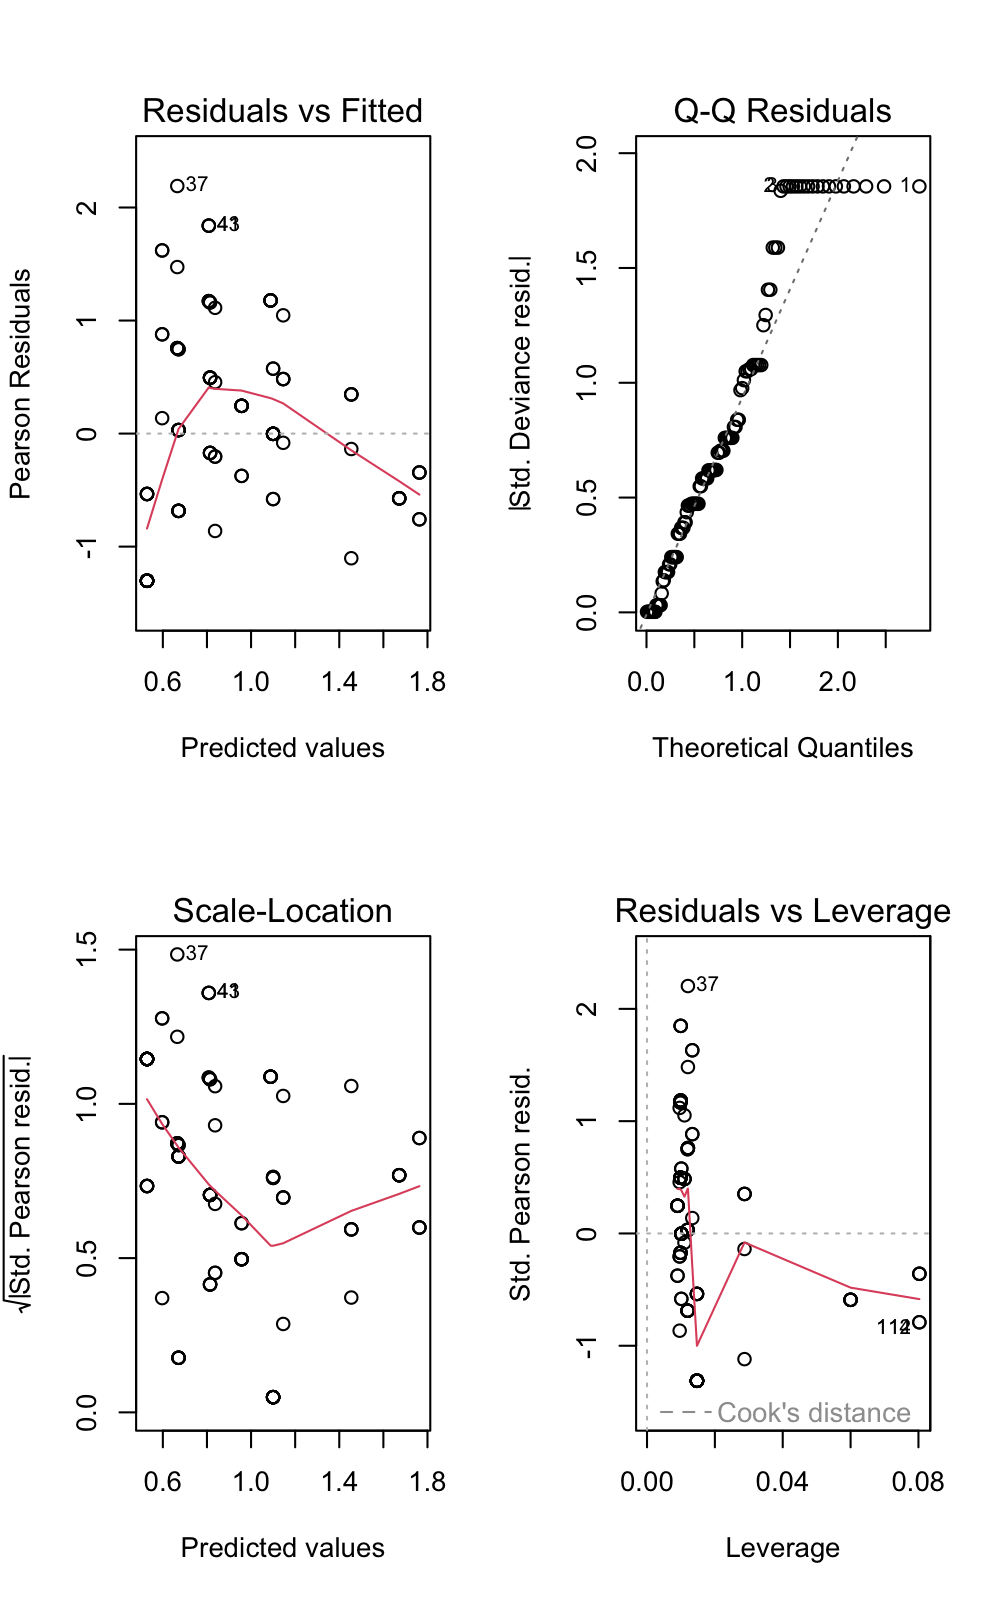 Residuals vs Fitted
Pearson Residuals
2
1
0
-1
37
43
0.6
1.0
1.4
1.8
Predicted values
Q-Q Residuals
|Std. Deviance resid.|
2.0
1.5
1.0
0.5
0.0
1
0.0
1.0
2.0
Theoretical Quantiles
Scale-Location
√|Std. Pearson resid.|
1.5
1.0
0.5
0.0
37
43
0.6
1.0
1.4
1.8
Predicted values
Residuals vs Leverage
Std. Pearson resid.
2
1
0
-1
37
Cook's distance
0.00
0.04
0.08
Leverage